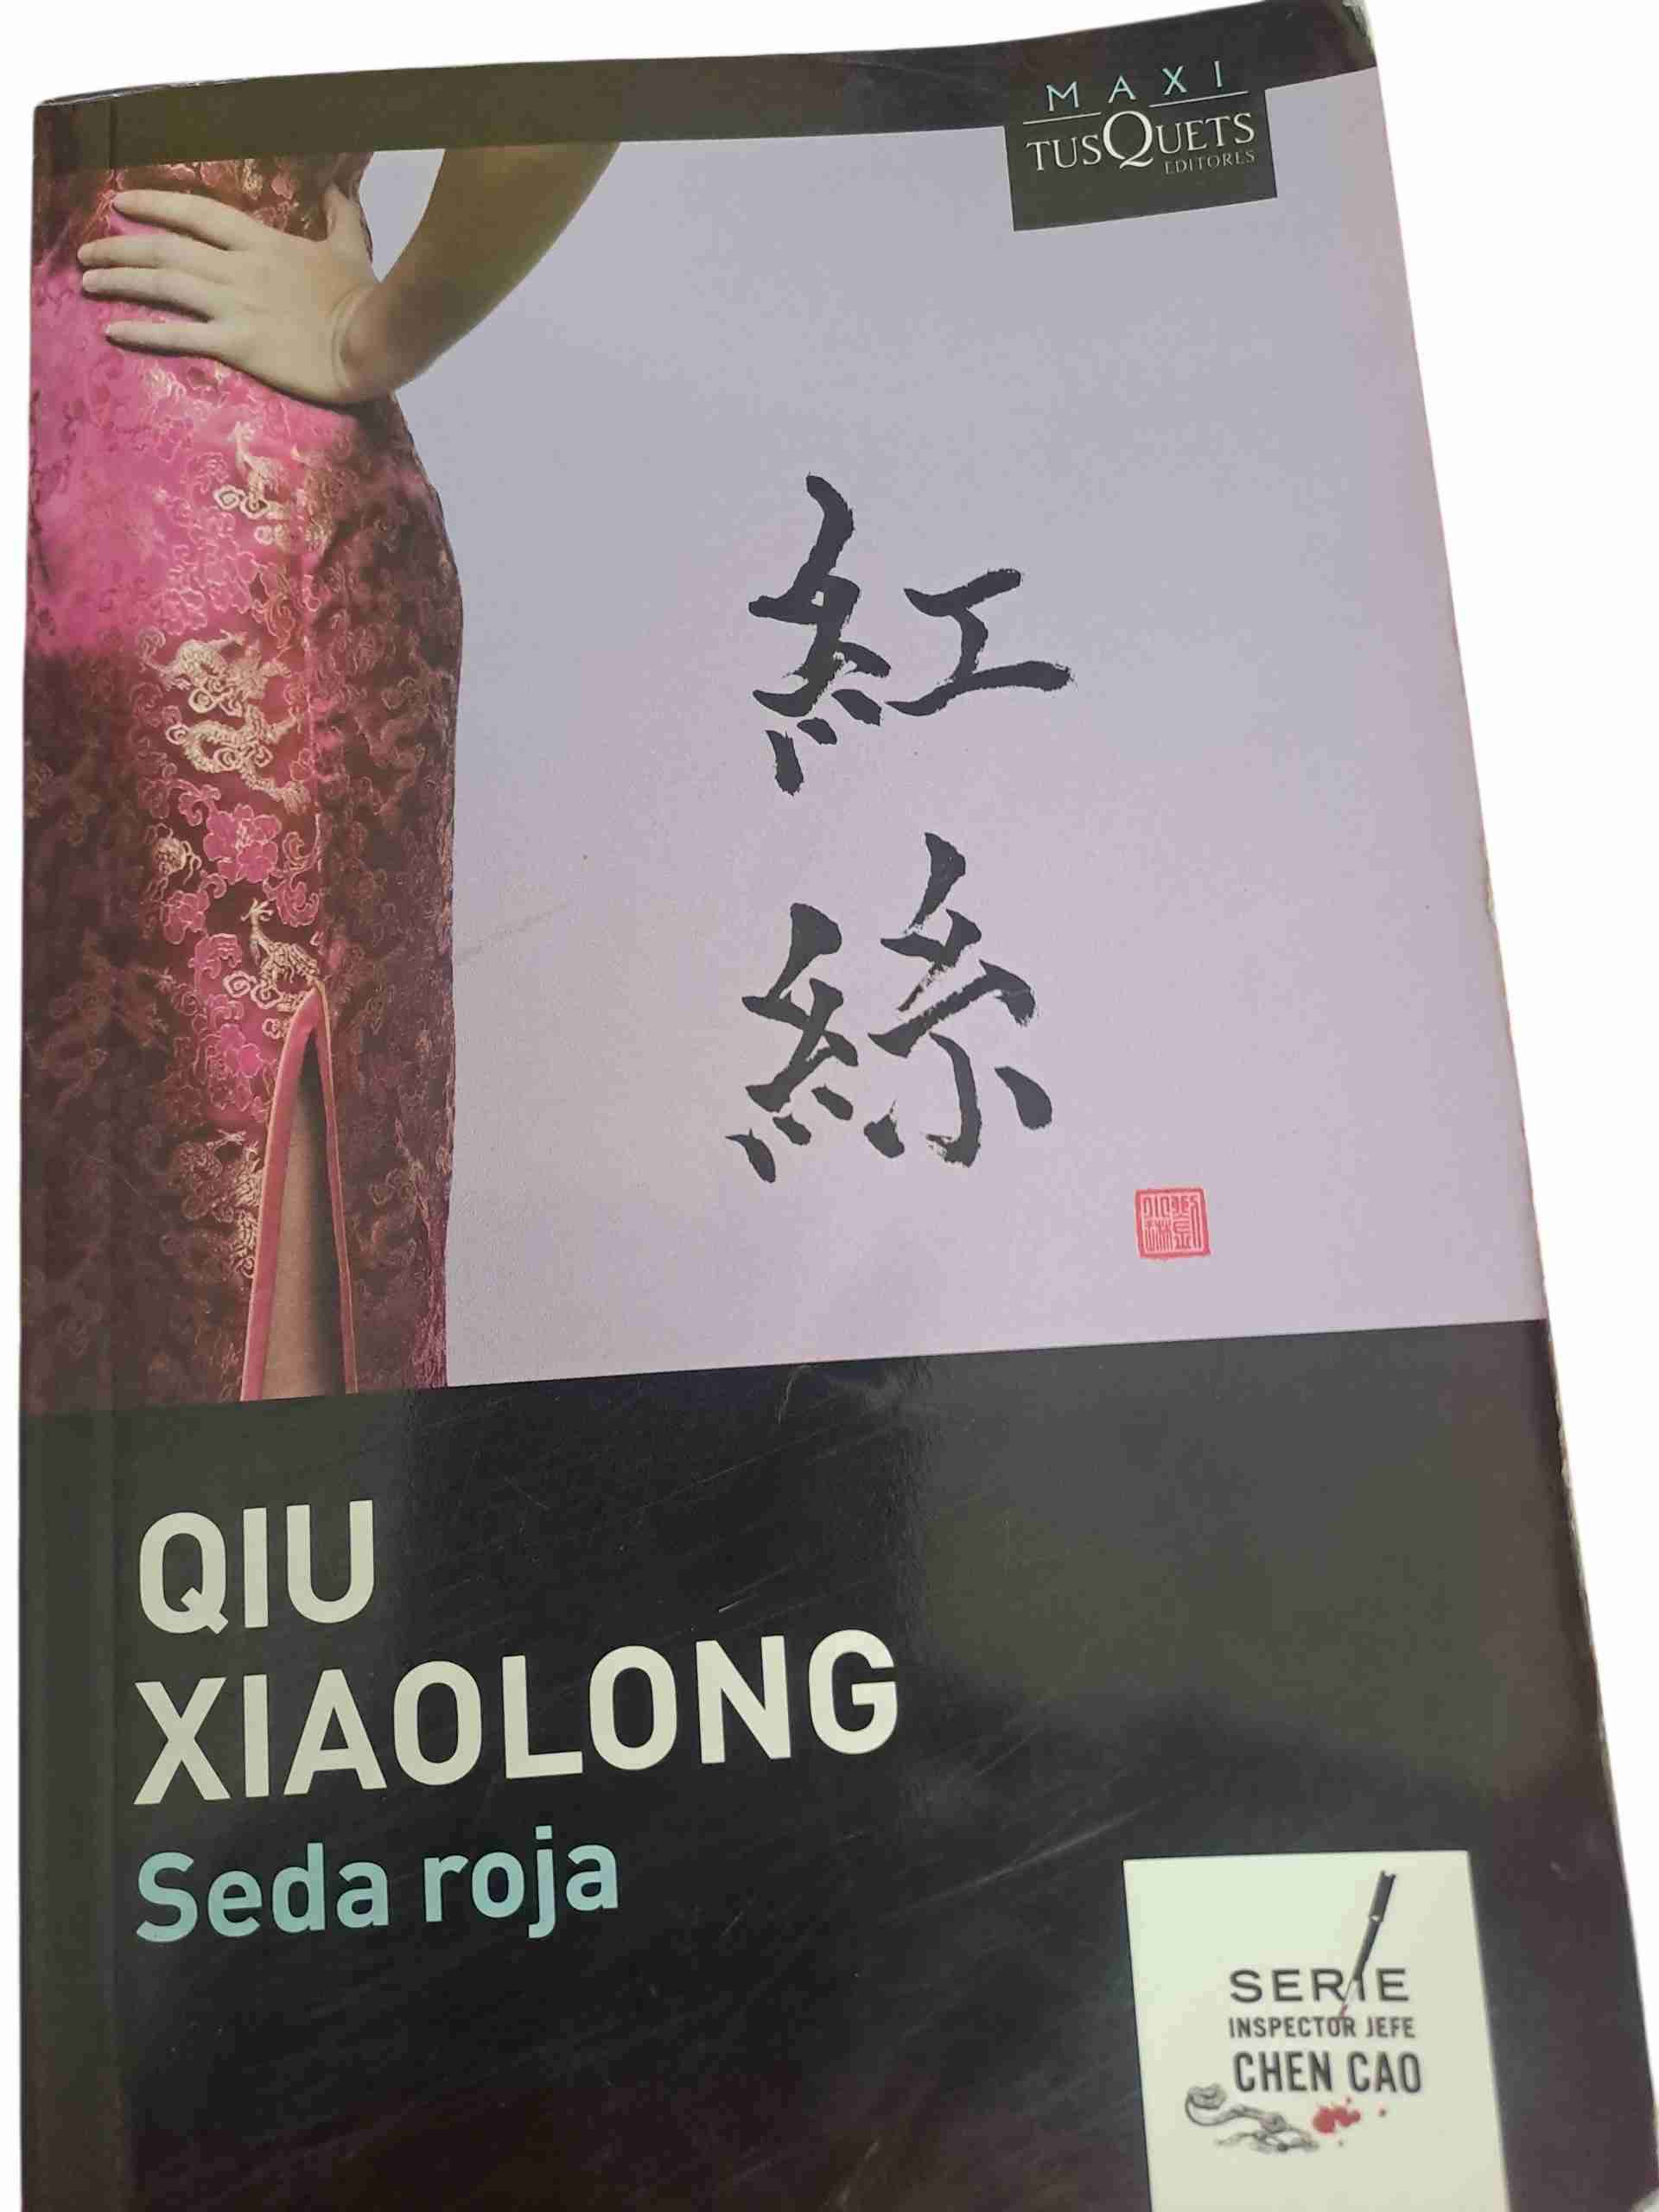 MAXI
TUSQUETS
EDITORES
紅
絲
QIU
XIAOLONG
Seda roja
SERIE
INSPECTOR JEFE
CHEN CAO